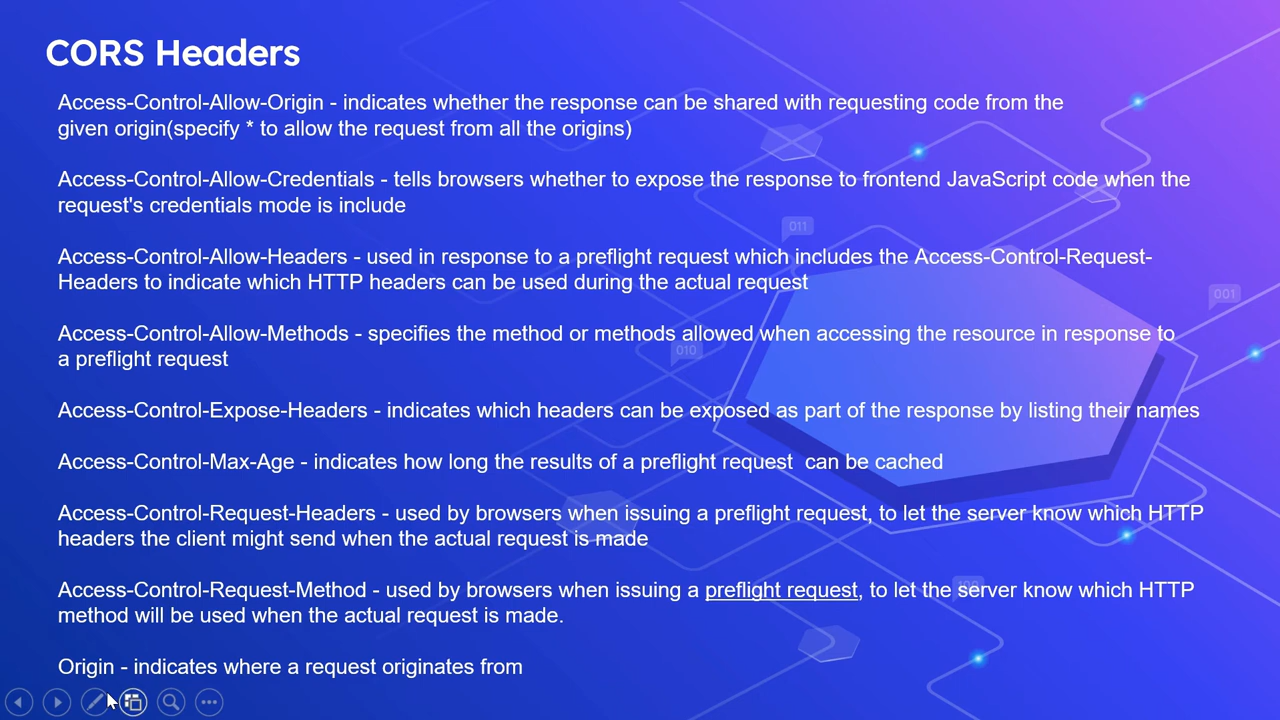 CORS Headers
Access-Control-Allow-Origin - indicates whether the response can be shared with requesting code from the
given origin(specify * to allow the request from all the origins)
Access-Control-Allow-Credentials - tells browsers whether to expose the response to frontend JavaScript code when the
request's credentials mode is include
Access-Control-Allow-Headers - used in response to a preflight request which includes the Access-Control-Request-
Headers to indicate which HTTP headers can be used during the actual request
Access-Control-Allow-Methods - specifies the method or methods allowed when accessing the resource in response to
a preflight request
Access-Control-Expose-Headers - indicates which headers can be exposed as part of the response by listing their names
Access-Control-Max-Age - indicates how long the results of a preflight request  can be cached
Access-Control-Request-Headers - used by browsers when issuing a preflight request, to let the server know which HTTP
headers the client might send when the actual request is made
Access-Control-Request-Method - used by browsers when issuing a preflight request, to let the server know which HTTP
method will be used when the actual request is made.
Origin - indicates where a request originates from
011
001
010